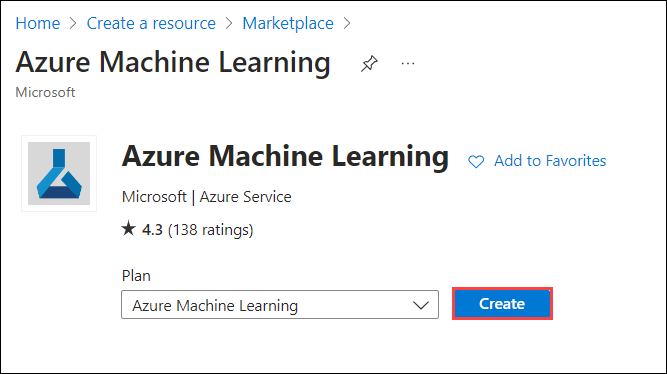 Home > Create a resource > Marketplace >
Azure Machine Learning ...
Microsoft
Azure Machine Learning Add to Favorites
Microsoft | Azure Service
★ 4.3 (138 ratings)
Plan
Azure Machine Learning Create